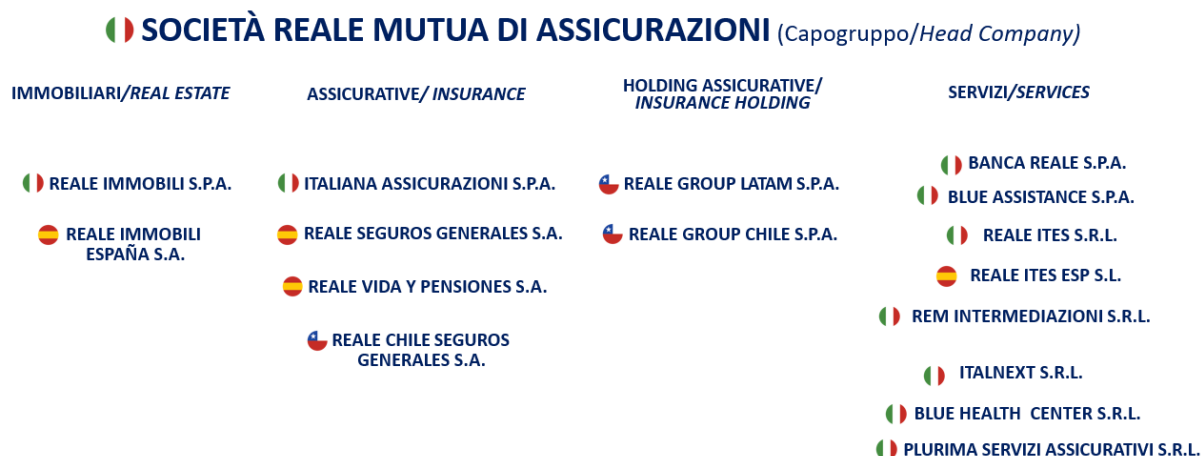 SOCIETÀ REALE MUTUA DI ASSICURAZIONI (Capogruppo/Head Company)
IMMOBILIARI/REAL ESTATE
REALE IMMOBILI S.P.A.
REALE IMMOBILI
ESPAÑA S.A.
ASSICURATIVE/ INSURANCE
ITALIANA ASSICURAZIONI S.P.A.
REALE SEGUROS GENERALES S.A.
REALE VIDA Y PENSIONES S.A.
REALE CHILE SEGUROS
GENERALES S.A.
HOLDING ASSICURATIVE/
INSURANCE HOLDING
REALE GROUP LATAM S.P.A.
REALE GROUP CHILE S.P.A.
SERVIZI/SERVICES
BANCA REALE S.P.A.
BLUE ASSISTANCE S.P.A.
REALE ITES S.R.L.
REALE ITES ESP S.L.
REM INTERMEDIAZIONI S.R.L.
ITALNEXT S.R.L.
BLUE HEALTH  CENTER S.R.L.
PLURIMA SERVIZI ASSICURATIVI S.R.L.